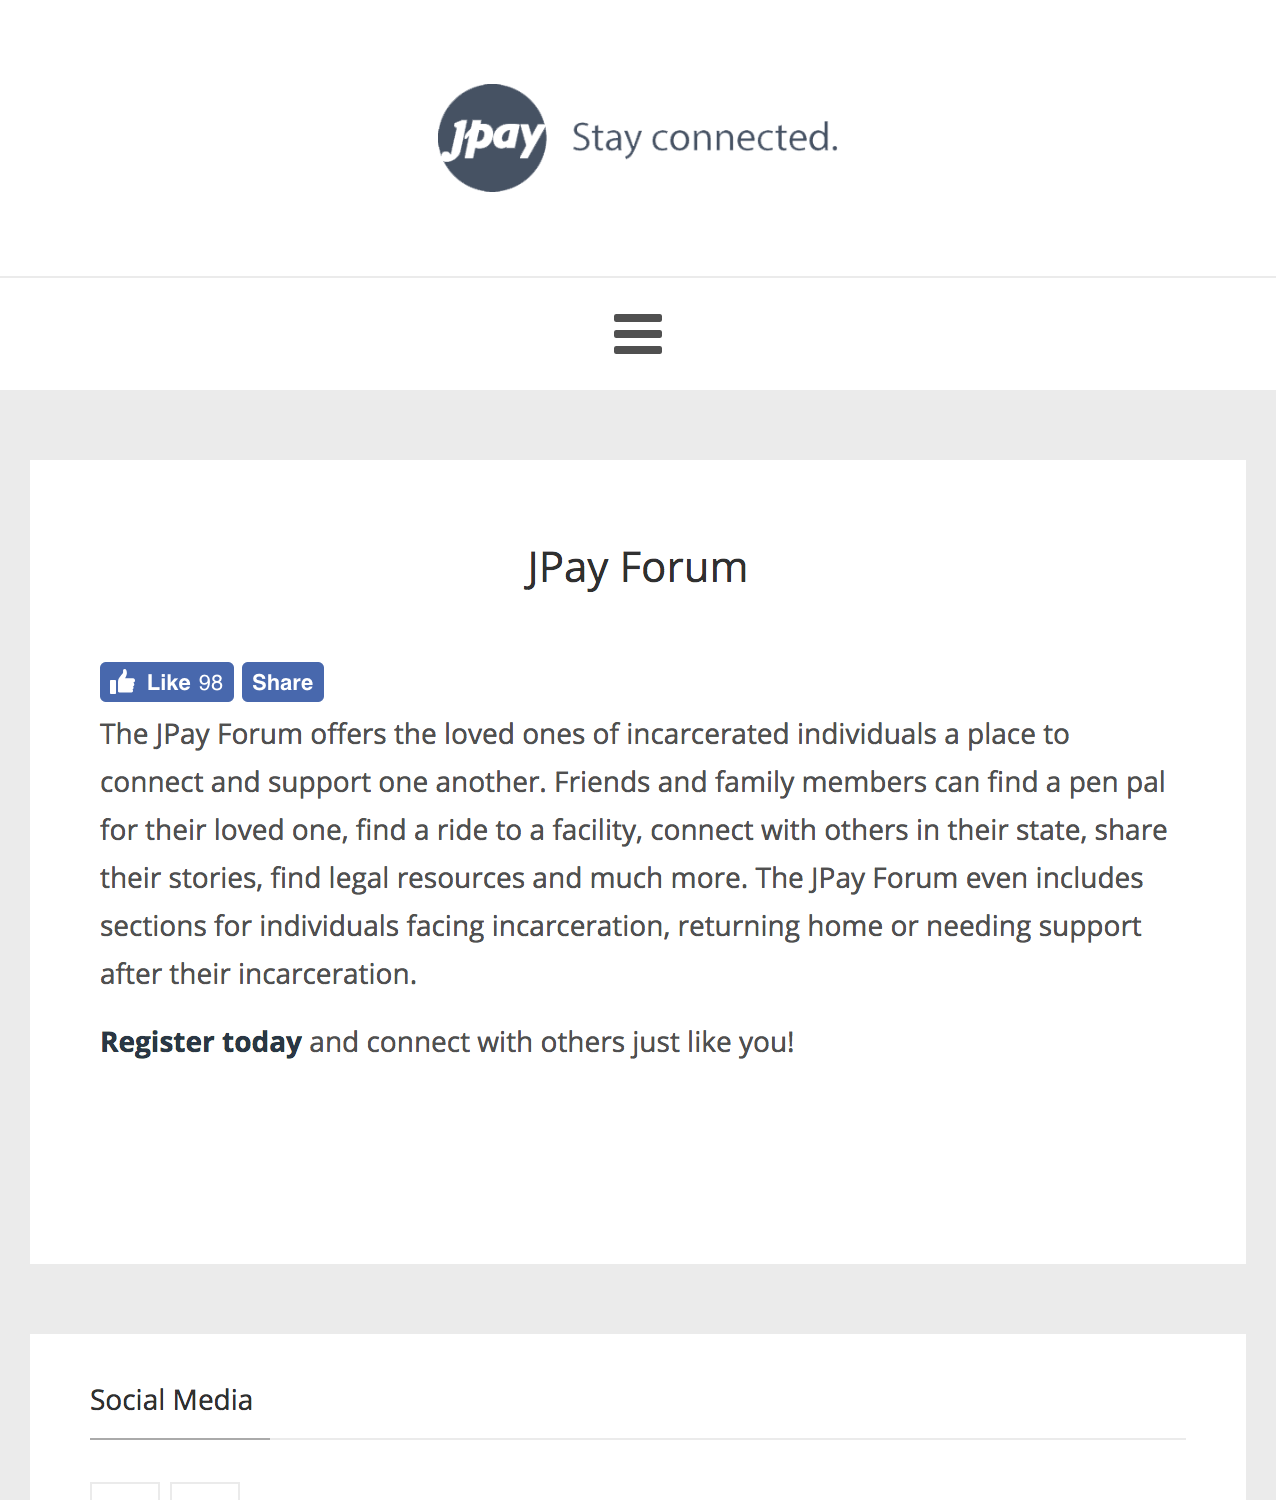 Jpay Stay connected.
JPay Forum
Like 98 Share
The JPay Forum offers the loved ones of incarcerated individuals a place to
connect and support one another. Friends and family members can find a pen pal
for their loved one, find a ride to a facility, connect with others in their state, share
their stories, find legal resources and much more. The JPay Forum even includes
sections for individuals facing incarceration, returning home or needing support
after their incarceration.
Register today and connect with others just like you!
Social Media